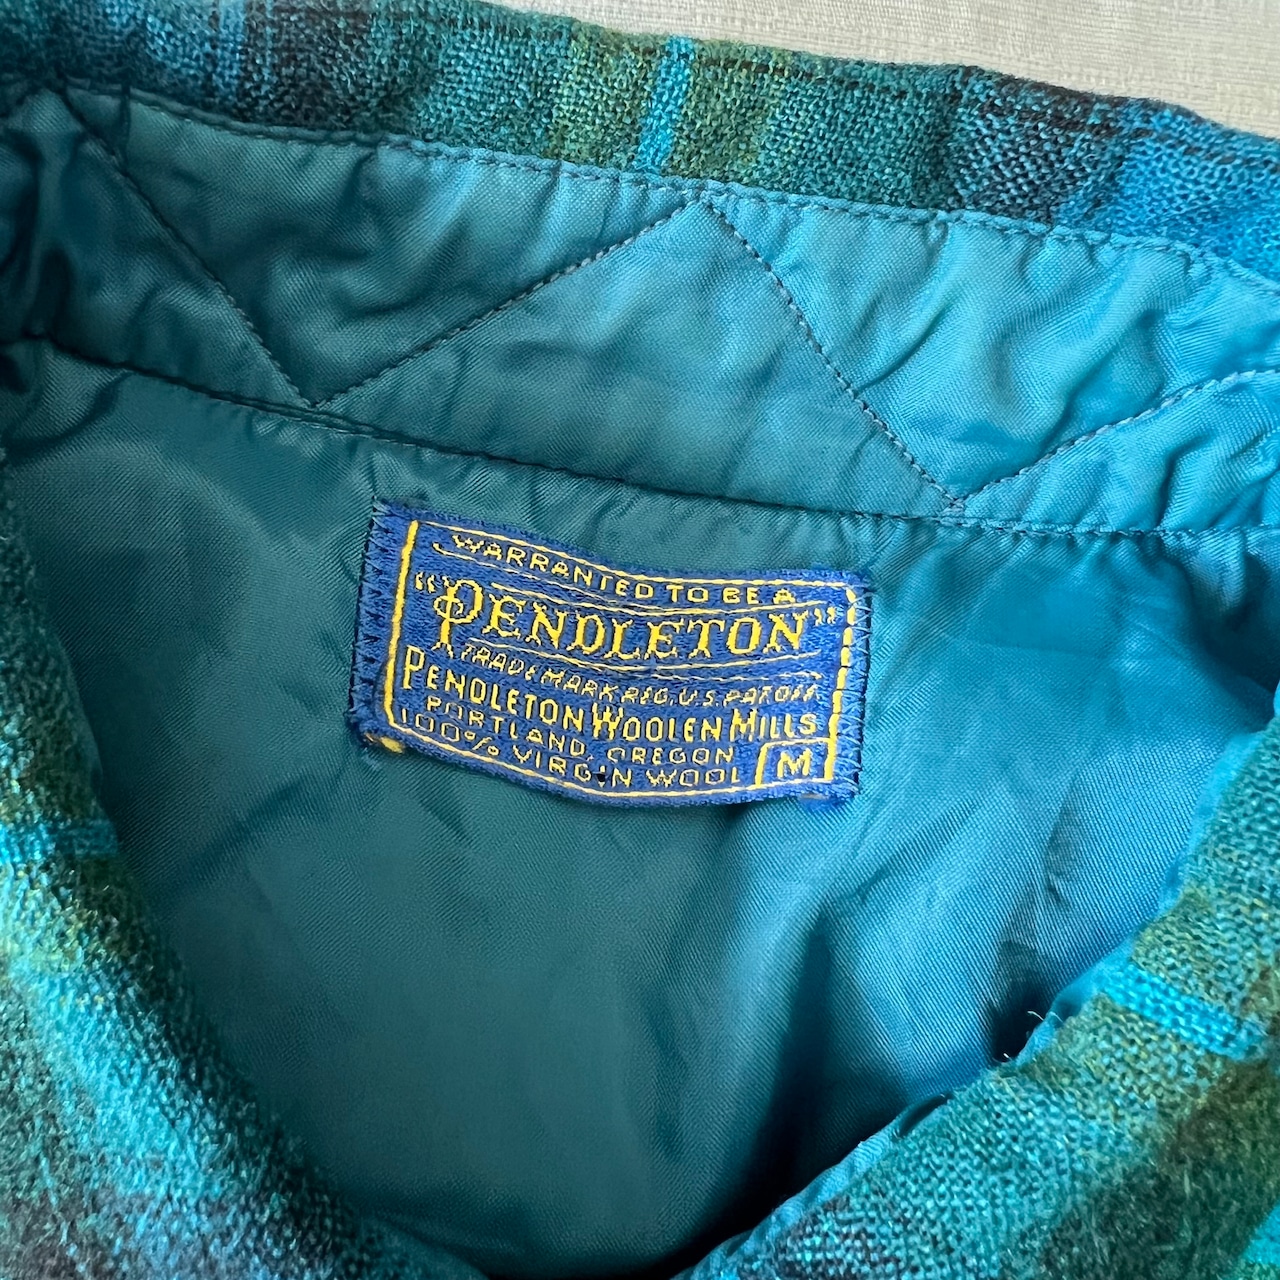 WARRANTED TO BE A
"PENDLETON"
TRADE MARK REG. U.S. PAT. OFF.
PENDLETON WOOLEN MILLS
PORTLAND, OREGON
100% VIRGIN WOOL M